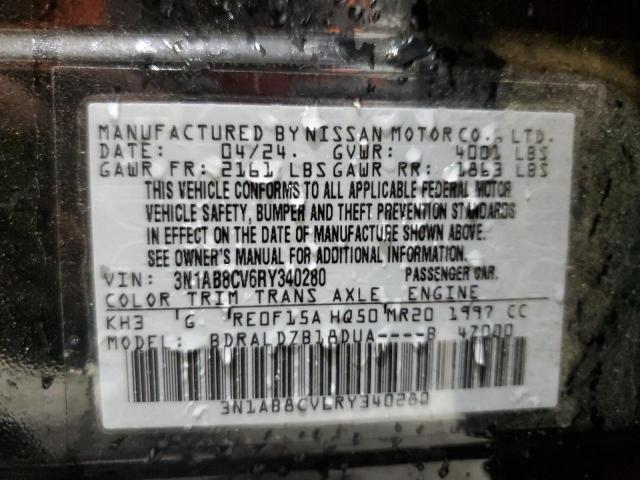 MANUFACTURED BY NISSAN MOTOR CO., LTD.
DATE: 04/24. GVWR: 4001 LBS
GAWR FR: 2161 LBS GAWR RR: 1863 LBS
THIS VEHICLE CONFORMS TO ALL APPLICABLE FEDERAL MOTOR
VEHICLE SAFETY, BUMPER AND THEFT PREVENTION STANDARDS
IN EFFECT ON THE DATE OF MANUFACTURE SHOWN ABOVE.
SEE OWNER'S MANUAL FOR ADDITIONAL INFORMATION.
VIN: 3N1AB8CV6RY340280 PASSENGER CAR.
COLOR TRIM TRANS AXLE ENGINE
KH3 G RE0F15A HQ50 MR20 1997 CC
MODEL: BDRALDZB18DUA----B 47000
3N1AB8CV6RY340280